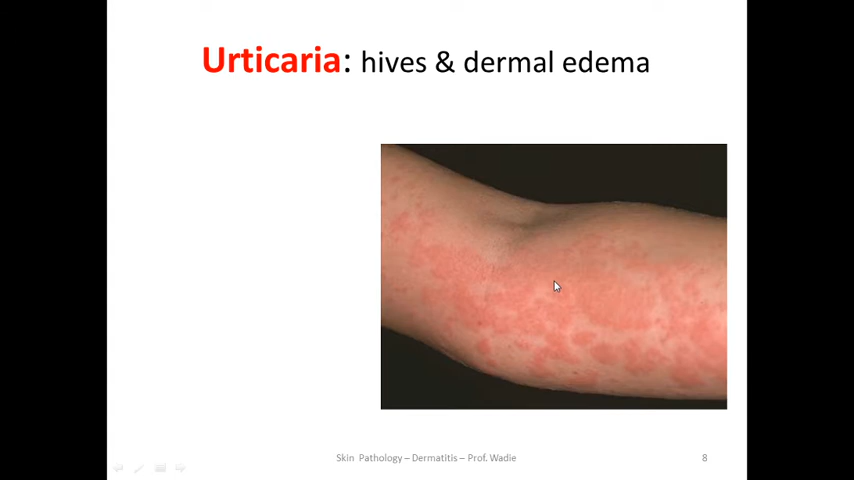 Urticaria: hives & dermal edema
Skin Pathology – Dermatitis – Prof. Wadie
8